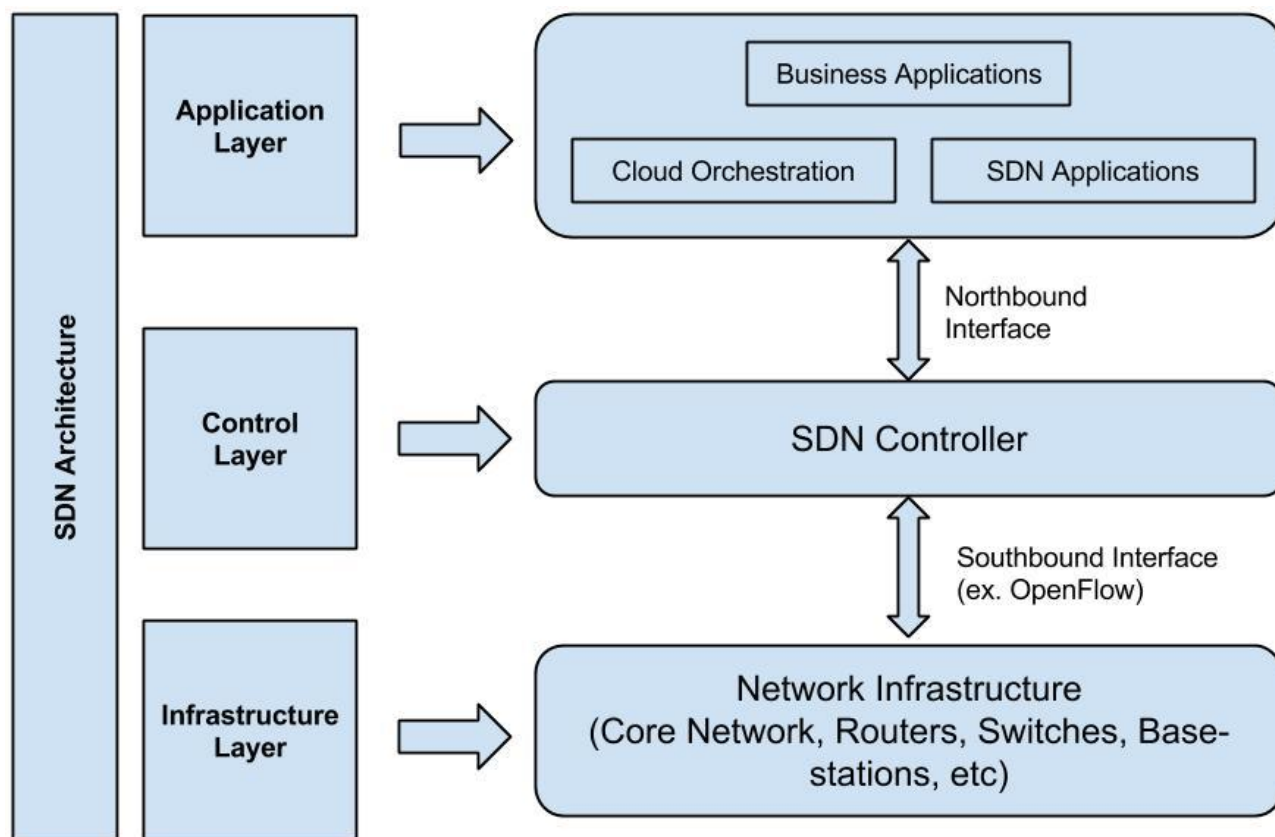 SDN Architecture
Application
Layer
Business Applications
Cloud Orchestration
SDN Applications
Northbound
Interface
Control
Layer
SDN Controller
Southbound Interface
(ex. OpenFlow)
Infrastructure
Layer
Network Infrastructure
(Core Network, Routers, Switches, Base-
stations, etc)